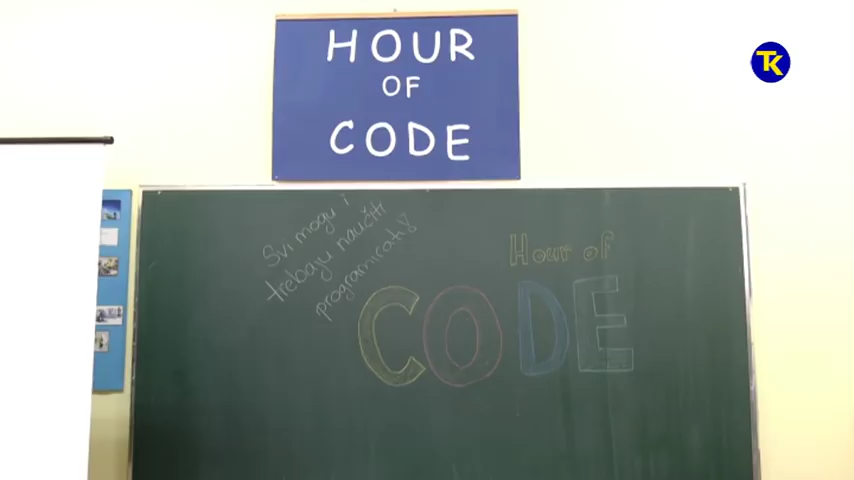 HOUR
OF
CODE
TK
Svi mogu i
trebaju naučiti
programirati!
Hour of
CODE